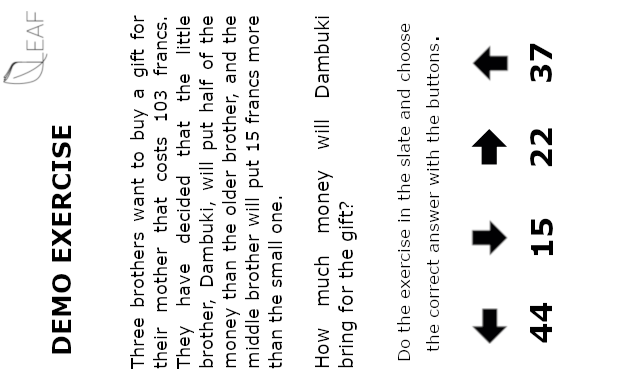 LEAF
DEMO EXERCISE
Three brothers want to buy a gift for
their mother that costs 103 francs.
They have decided that the little
brother, Dambuki, will put half of the
money than the older brother, and the
middle brother will put 15 francs more
than the small one.
How much money will Dambuki
bring for the gift?
Do the exercise in the slate and choose
the correct answer with the buttons.
44 15 22 37